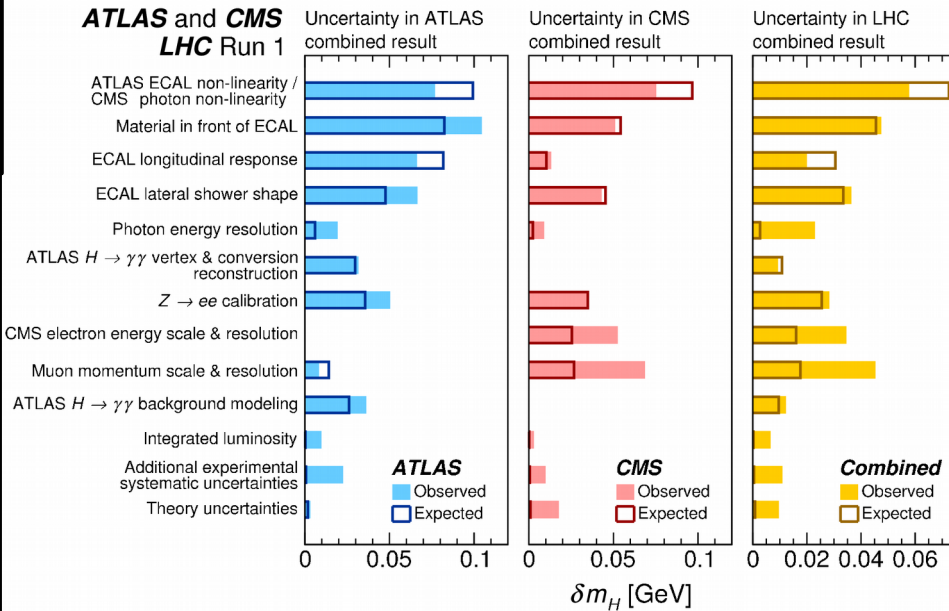 ATLAS and CMS
LHC Run 1
Uncertainty in ATLAS
combined result
Uncertainty in CMS
combined result
Uncertainty in LHC
combined result
ATLAS ECAL non-linearity /
CMS photon non-linearity
Material in front of ECAL
ECAL longitudinal response
ECAL lateral shower shape
Photon energy resolution
ATLAS H → γγ vertex & conversion
reconstruction
Z → ee calibration
CMS electron energy scale & resolution
Muon momentum scale & resolution
ATLAS H → γγ background modeling
Integrated luminosity
Additional experimental
systematic uncertainties
Theory uncertainties
ATLAS
Observed
Expected
CMS
Observed
Expected
Combined
Observed
Expected
0 0.05 0.1
0 0.05 0.1
0 0.02 0.04 0.06
δm_H [GeV]